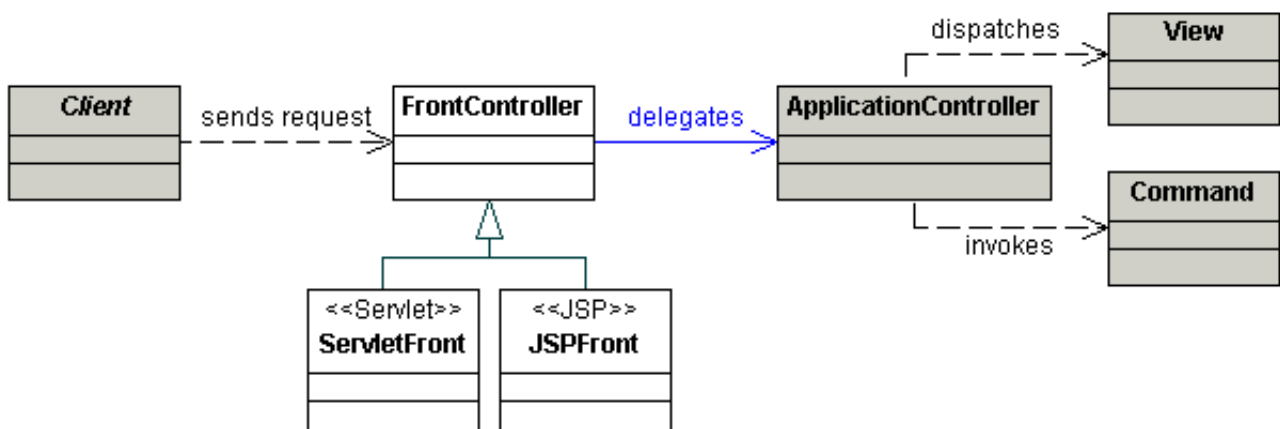 dispatches
View
Client
sends request
FrontController
delegates
ApplicationController
Command
invokes
<<Servlet>>
ServletFront
<<JSP>>
JSPFront